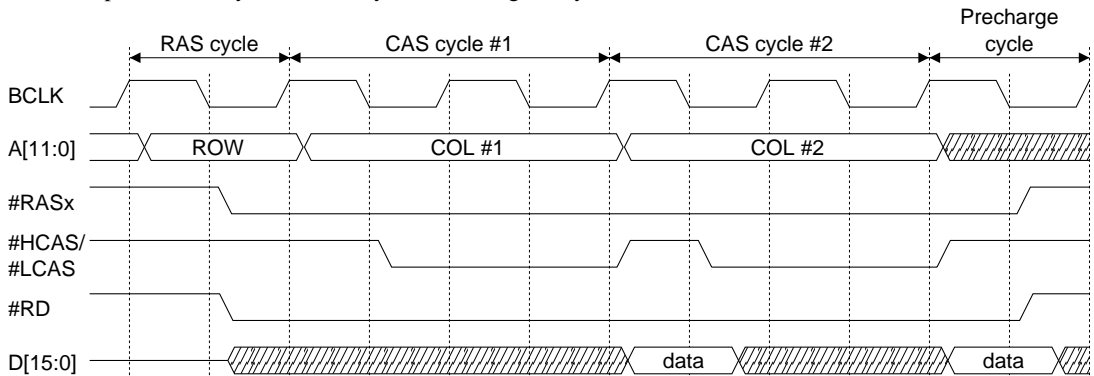 RAS cycle
CAS cycle #1
CAS cycle #2
Precharge
cycle
BCLK
A[11:0]
ROW
COL #1
COL #2
#RASx
#HCAS/
#LCAS
#RD
D[15:0]
data
data